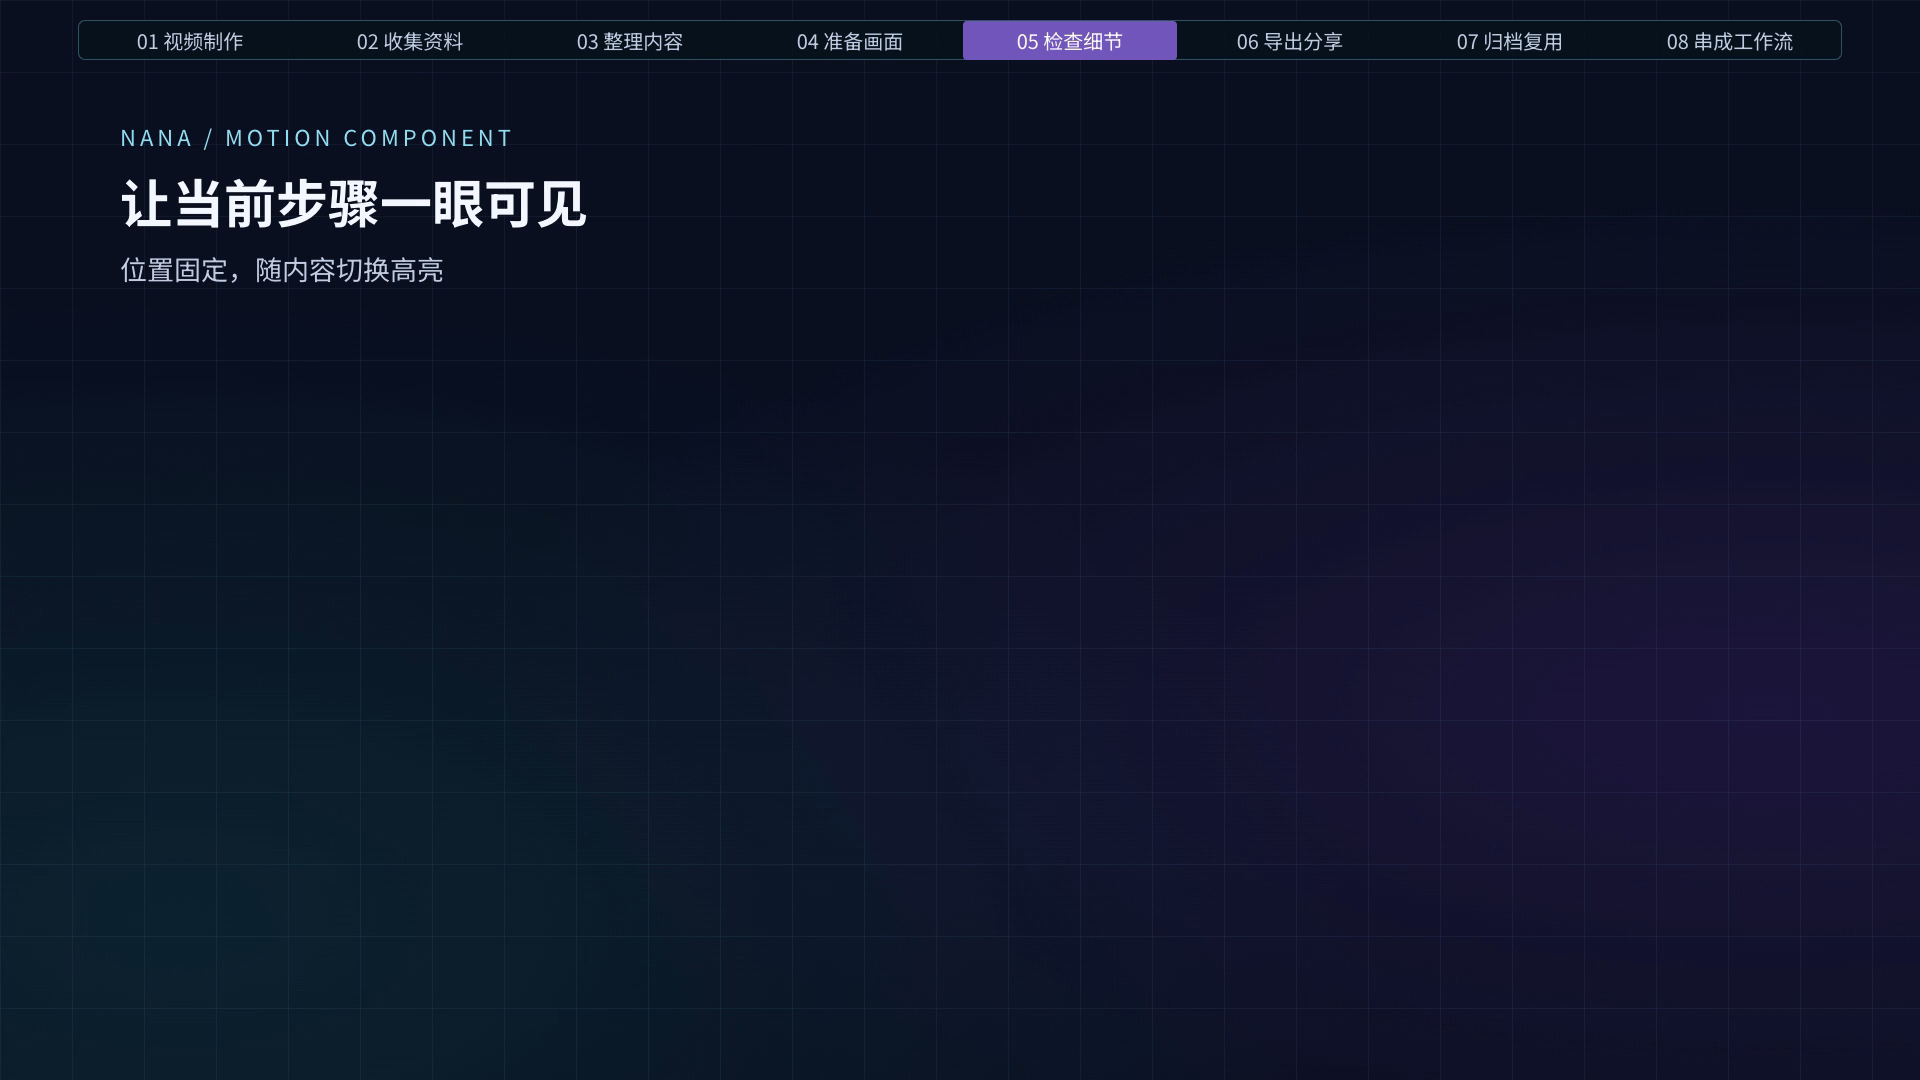 01 视频制作 02 收集资料 03 整理内容 04 准备画面 05 检查细节 06 导出分享 07 归档复用 08 串成工作流
NANA / MOTION COMPONENT
让当前步骤一眼可见
位置固定，随内容切换高亮